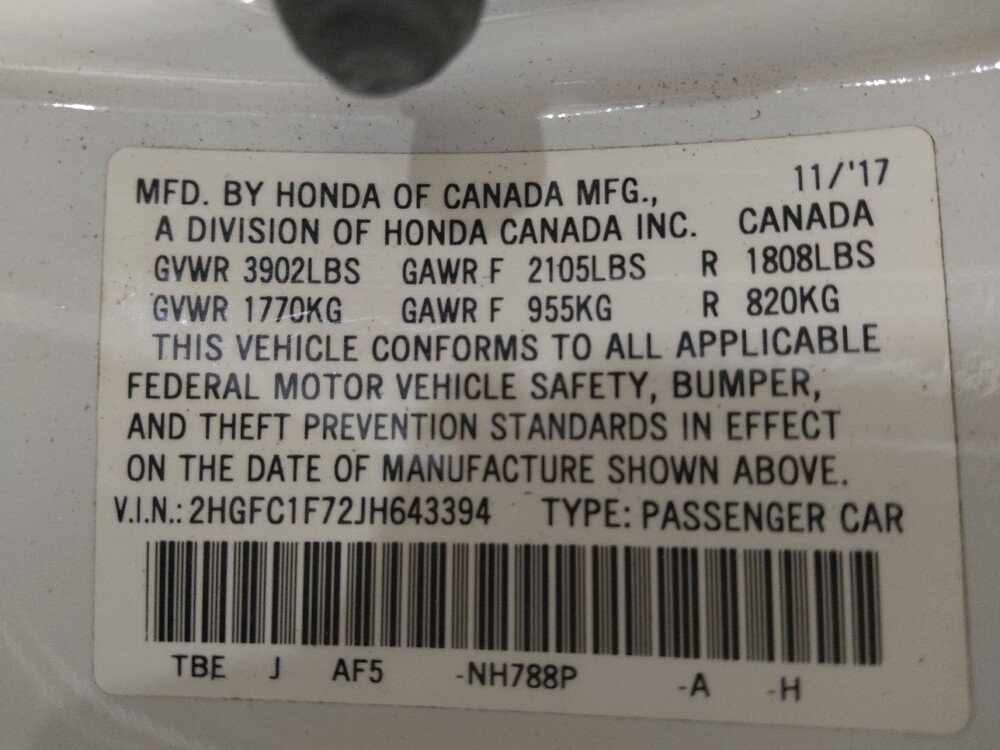 11/'17
MFD. BY HONDA OF CANADA MFG.,
A DIVISION OF HONDA CANADA INC. CANADA
GVWR 3902LBS GAWR F 2105LBS R 1808LBS
GVWR 1770KG GAWR F 955KG R 820KG
THIS VEHICLE CONFORMS TO ALL APPLICABLE
FEDERAL MOTOR VEHICLE SAFETY, BUMPER,
AND THEFT PREVENTION STANDARDS IN EFFECT
ON THE DATE OF MANUFACTURE SHOWN ABOVE.
V.I.N.: 2HGFC1F72JH643394 TYPE: PASSENGER CAR
TBE J AF5 -NH788P -A -H